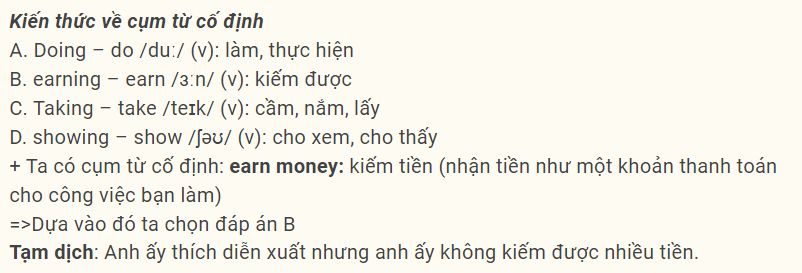 Kiến thức về cụm từ cố định
A. Doing – do /duː/ (v): làm, thực hiện
B. earning – earn /ɜːn/ (v): kiếm được
C. Taking – take /teɪk/ (v): cầm, nắm, lấy
D. showing – show /ʃəʊ/ (v): cho xem, cho thấy
+ Ta có cụm từ cố định: earn money: kiếm tiền (nhận tiền như một khoản thanh toán
cho công việc bạn làm)
=>Dựa vào đó ta chọn đáp án B
Tạm dịch: Anh ấy thích diễn xuất nhưng anh ấy không kiếm được nhiều tiền.